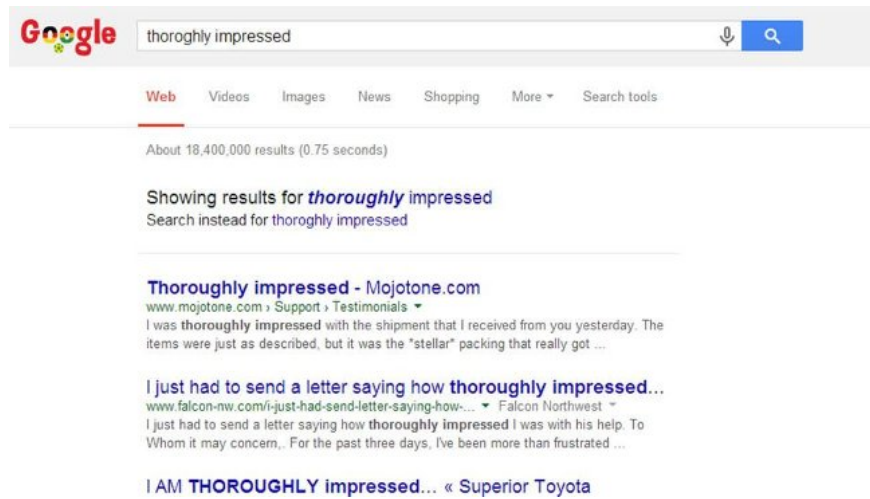 Google thoroghly impressed
Web Videos Images News Shopping More Search tools
About 18,400,000 results (0.75 seconds)
Showing results for thoroughly impressed
Search instead for thoroghly impressed
Thoroughly impressed - Mojotone.com
www.mojotone.com › Support › Testimonials
I was thoroughly impressed with the shipment that I received from you yesterday. The
items were just as described, but it was the "stellar" packing that really got ...
I just had to send a letter saying how thoroughly impressed...
www.falcon-nw.com/i-just-had-send-letter-saying-how-... Falcon Northwest
I just had to send a letter saying how thoroughly impressed I was with his help. To
Whom it may concern,. For the past three days, I've been more than frustrated ...
I AM THOROUGHLY impressed... « Superior Toyota